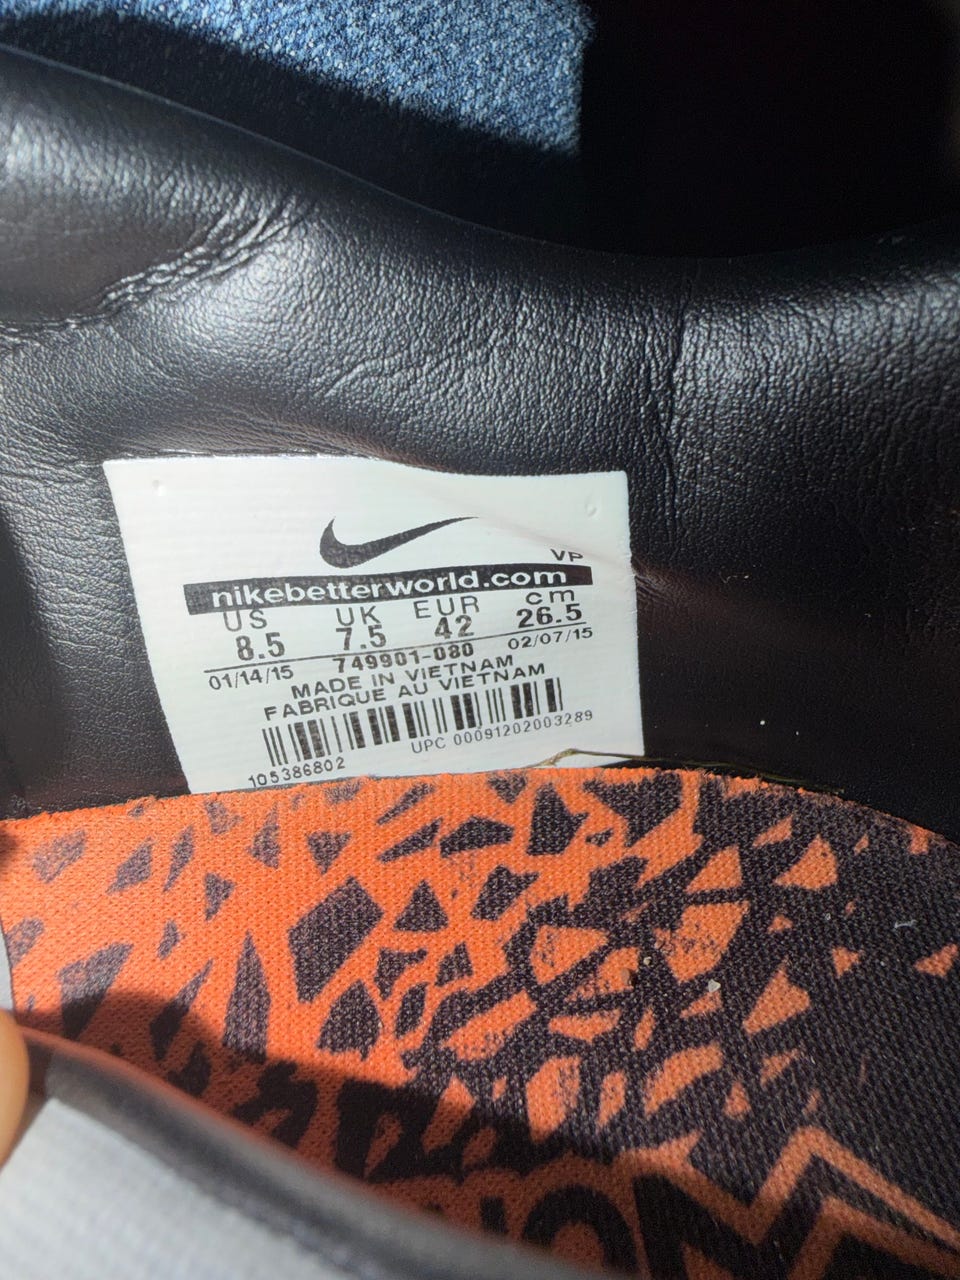 VP
nikebetterworld.com
US UK EUR cm
8.5 7.5 42 26.5
01/14/15 749901-080 02/07/15
MADE IN VIETNAM
FABRIQUE AU VIETNAM
UPC 00091202003289
105386802